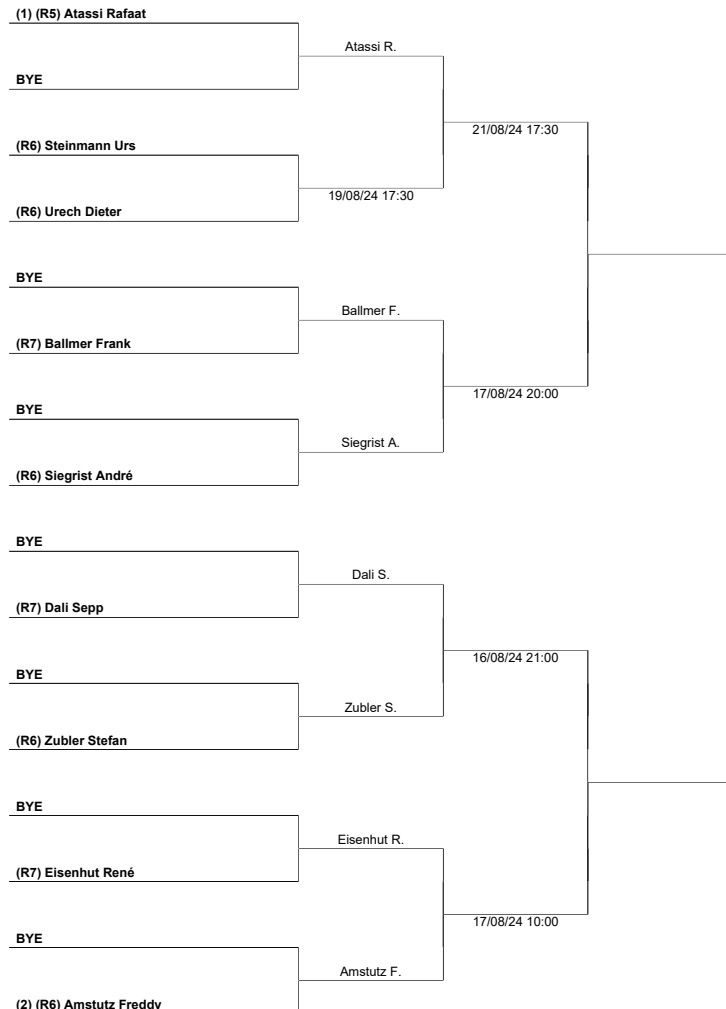 (1) (R5) Atassi Rafaat
Atassi R.
BYE
21/08/24 17:30
(R6) Steinmann Urs
19/08/24 17:30
(R6) Urech Dieter
BYE
Ballmer F.
(R7) Ballmer Frank
17/08/24 20:00
BYE
Siegrist A.
(R6) Siegrist André
BYE
Dali S.
(R7) Dali Sepp
16/08/24 21:00
BYE
Zubler S.
(R6) Zubler Stefan
BYE
Eisenhut R.
(R7) Eisenhut René
17/08/24 10:00
BYE
Amstutz F.
(2) (R6) Amstutz Freddy